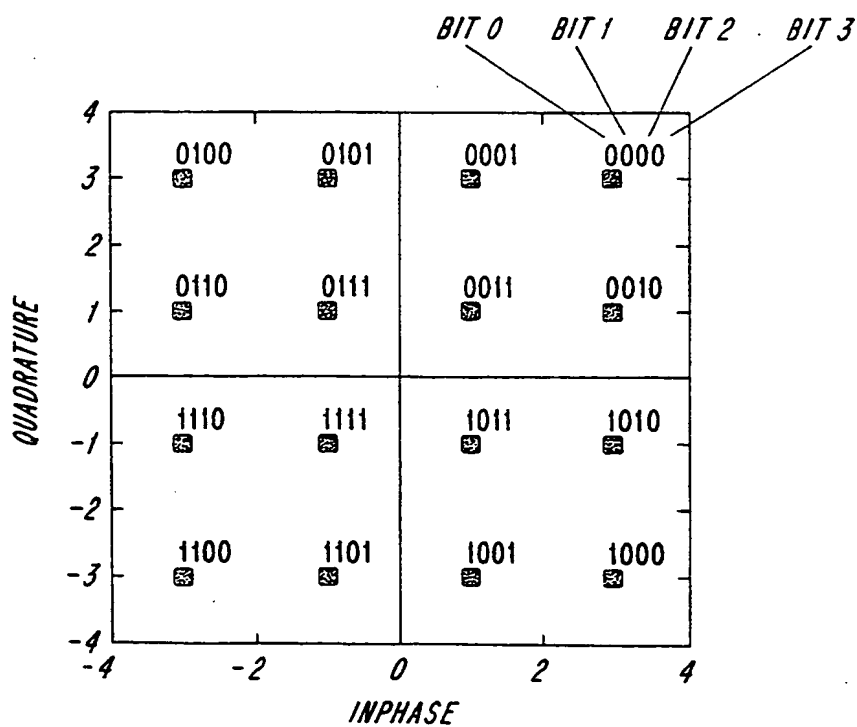 BIT 0 BIT 1 BIT 2 BIT 3
4
0100 0101 0001 0000
3
2
0110 0111 0011 0010
1
QUADRATURE
0
1110 1111 1011 1010
-1
-2
1100 1101 1001 1000
-3
-4
-4 -2 0 2 4
INPHASE